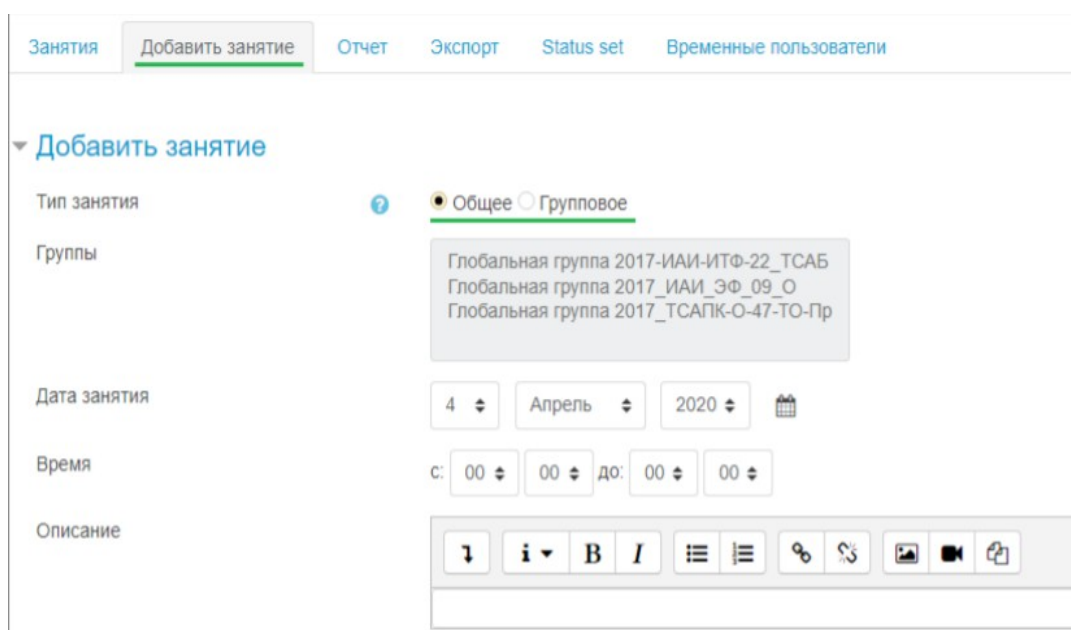 Занятия Добавить занятие Отчет Экспорт Status set Временные пользователи
Добавить занятие
Тип занятия ? Общее Групповое
Группы
Глобальная группа 2017-ИАИ-ИТФ-22_ТСАБ
Глобальная группа 2017_ИАИ_ЭФ_09_О
Глобальная группа 2017_ТСАПК-О-47-ТО-Пр
Дата занятия 4 Апрель 2020
Время с: 00 00 до: 00 00
Описание
i B I